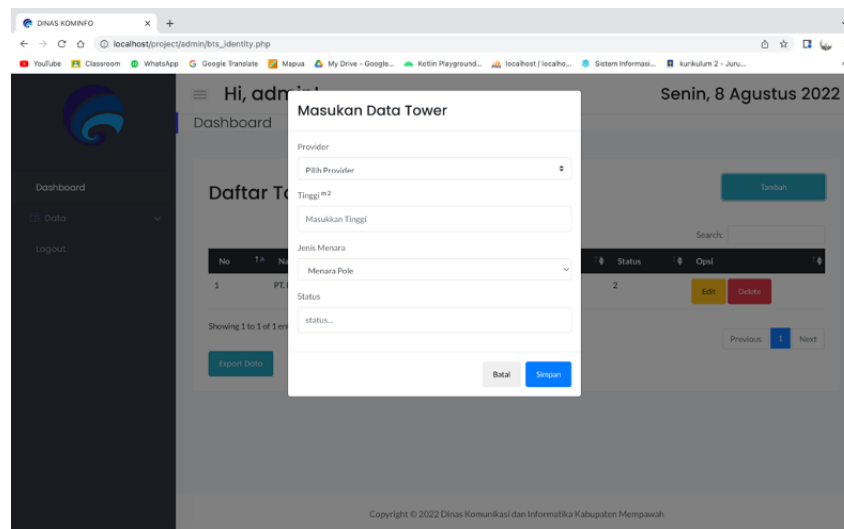 DINAS KOMINFO
localhost/project/admin/bts_identity.php
YouTube Classroom WhatsApp Google Translate Mapua My Drive - Google... Kotlin Playground... localhost / localho... Sistem Informasi... kurikulum 2 - Juru...
Hi, adm
Senin, 8 Agustus 2022
Dashboard
Masukan Data Tower
Provider
Pilih Provider
Tinggi m2
Masukkan Tinggi
Jenis Menara
Menara Pole
Status
status...
Batal Simpan
Dashboard
Data
Logout
Daftar To
Tambah
Search:
No Na Status Opsi
1 PT. 2 Edit Delete
Showing 1 to 1 of 1 en
Previous 1 Next
Export Data
Copyright © 2022 Dinas Komunikasi dan Informatika Kabupaten Mempawah